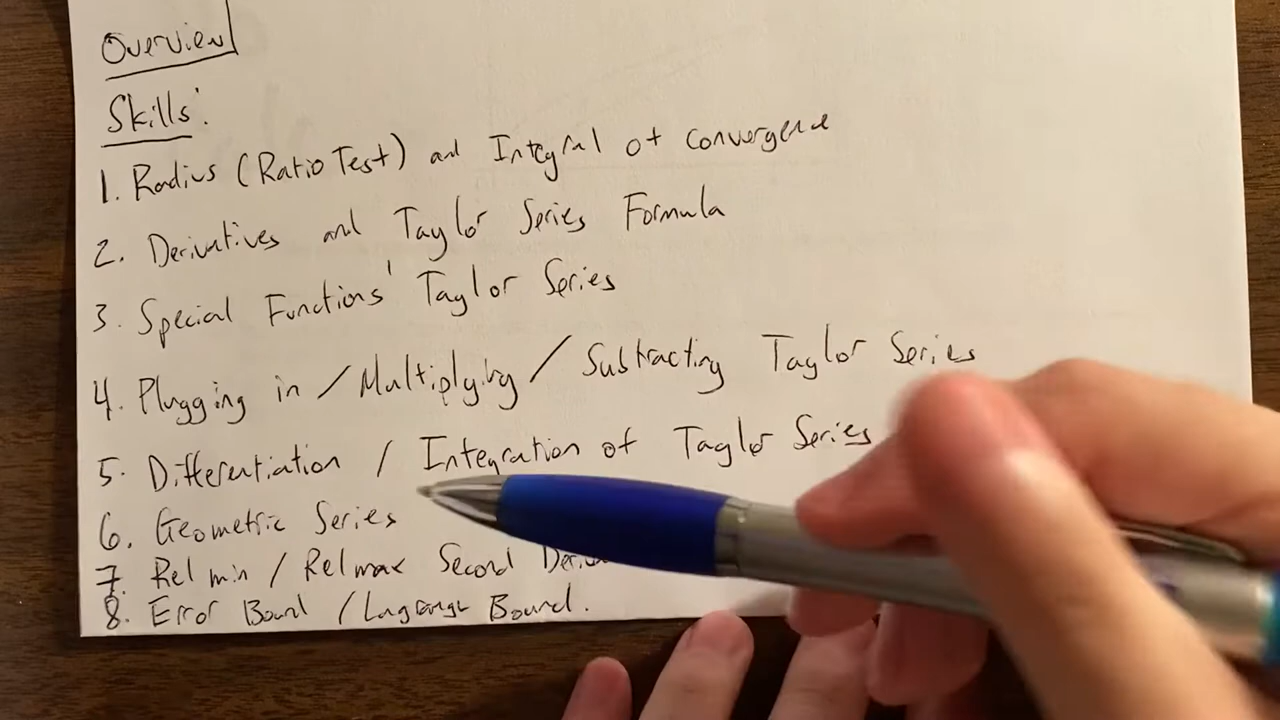 Overview
Skills:
1. Radius (Ratio Test) and Integral of convergence
2. Derivatives and Taylor Series Formula
3. Special Functions' Taylor Series
4. Plugging in / Multiplying / Subtracting Taylor Series
5. Differentiation / Integration of Taylor Series
6. Geometric Series
7. Rel min / Rel max Second
8. Error Bound / Lagrange Bound.